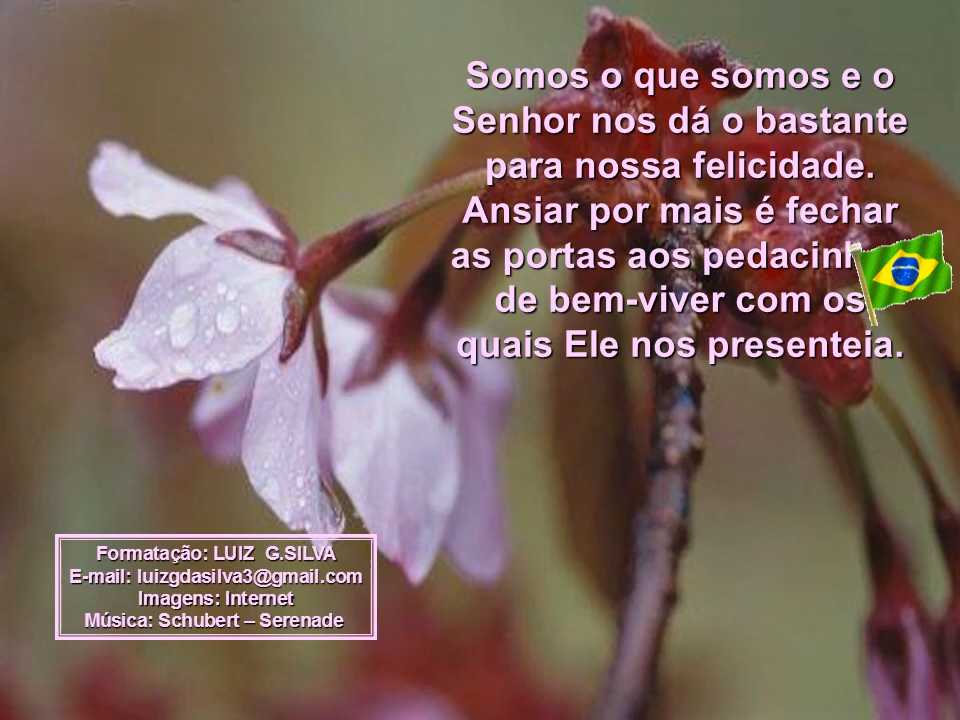 Somos o que somos e o
Senhor nos dá o bastante
para nossa felicidade.
Ansiar por mais é fechar
as portas aos
de bem-viver com os
quais Ele nos presenteia.
Formatação: LUIZ G.SILVA
E-mail: luizgdasilva3@gmail.com
Imagens: Internet
Música: Schubert – Serenade